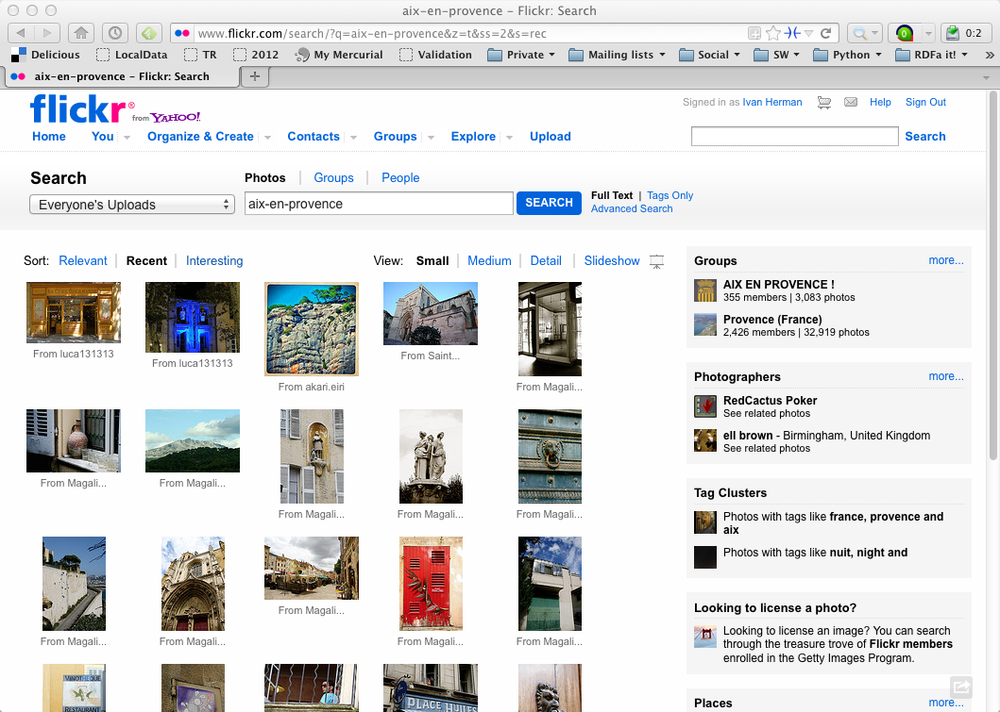 aix-en-provence – Flickr: Search
www.flickr.com/search/?q=aix-en-provence&z=t&ss=2&s=rec
0:2
Delicious LocalData TR 2012 My Mercurial Validation Private Mailing lists Social SW Python RDFa it! »
aix-en-provence – Flickr: Search
flickr® from YAHOO!
Signed in as Ivan Herman Help Sign Out
Home You Organize & Create Contacts Groups Explore Upload Search
Search
Photos Groups People
Everyone's Uploads
aix-en-provence
SEARCH
Full Text | Tags Only
Advanced Search
Sort: Relevant Recent Interesting
View: Small Medium Detail Slideshow
From luca131313
From luca131313
From akari.eiri
From Saint...
From Magali...
From Magali...
From Magali...
From Magali...
From Magali...
From Magali...
From Magali...
From Magali...
From Magali...
From Magali...
From Magali...
VINOTHEQUE
RESTAURANT
PLACE HUILES
Groups more...
AIX EN PROVENCE !
355 members | 3,083 photos
Provence (France)
2,426 members | 32,919 photos
Photographers more...
RedCactus Poker
See related photos
ell brown - Birmingham, United Kingdom
See related photos
Tag Clusters
Photos with tags like france, provence and
aix
Photos with tags like nuit, night and
Looking to license a photo?
Looking to license an image? You can search
through the treasure trove of Flickr members
enrolled in the Getty Images Program.
Places more...